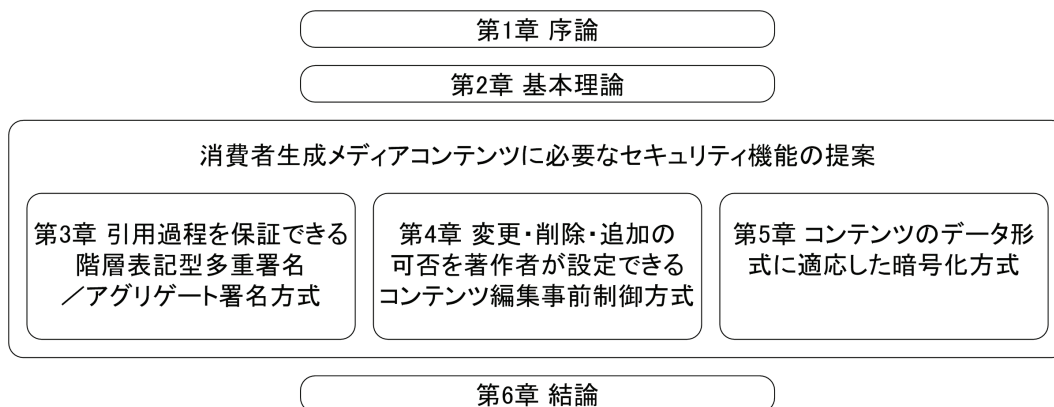 第1章 序論
第2章 基本理論
消費者生成メディアコンテンツに必要なセキュリティ機能の提案
第3章 引用過程を保証できる
階層表記型多重署名
／アグリゲート署名方式
第4章 変更・削除・追加の
可否を著作者が設定できる
コンテンツ編集事前制御方式
第5章 コンテンツのデータ形
式に適応した暗号化方式
第6章 結論